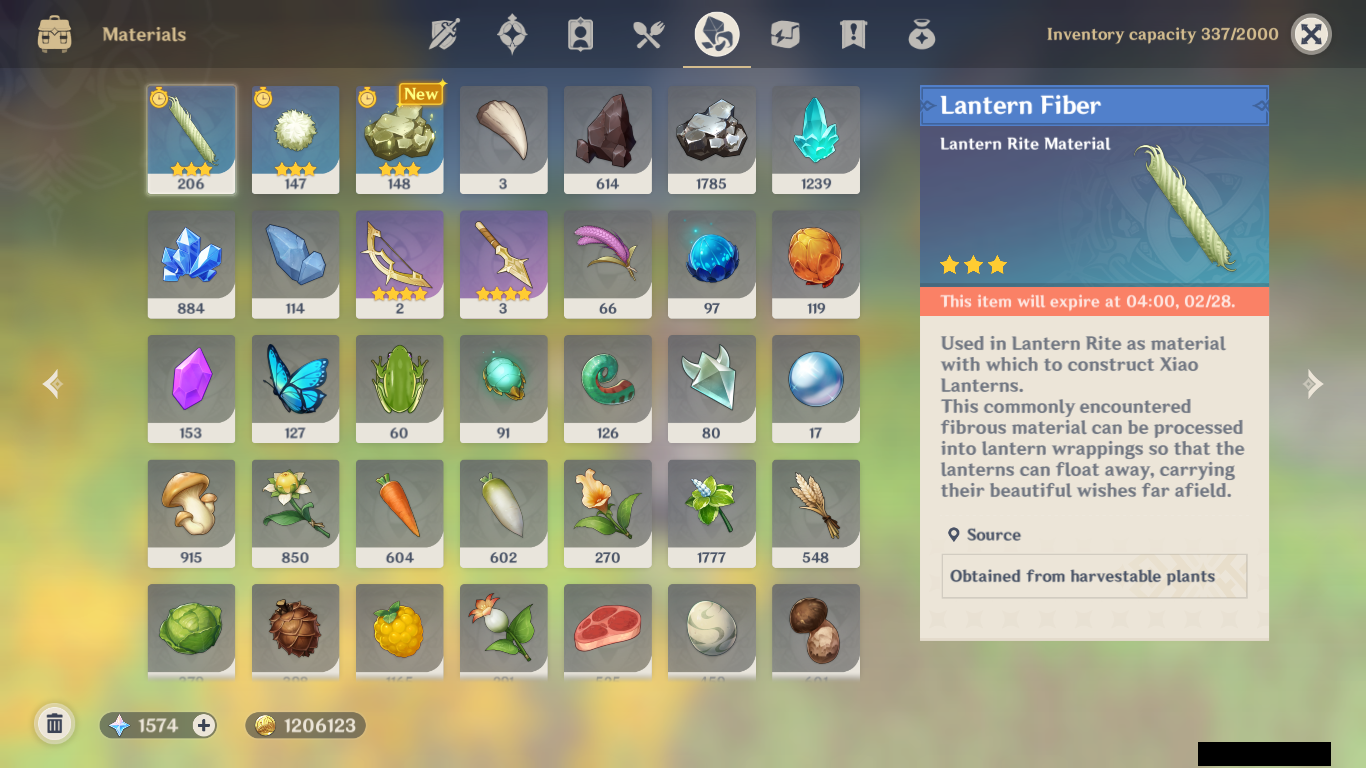 Materials
Inventory capacity 337/2000
New
206
147
148
3
614
1785
1239
884
114
2
3
66
97
119
153
127
60
91
126
80
17
915
850
604
602
270
1777
548
1574
1206123
Lantern Fiber
Lantern Rite Material
This item will expire at 04:00, 02/28.
Used in Lantern Rite as material
with which to construct Xiao
Lanterns.
This commonly encountered
fibrous material can be processed
into lantern wrappings so that the
lanterns can float away, carrying
their beautiful wishes far afield.
Source
Obtained from harvestable plants